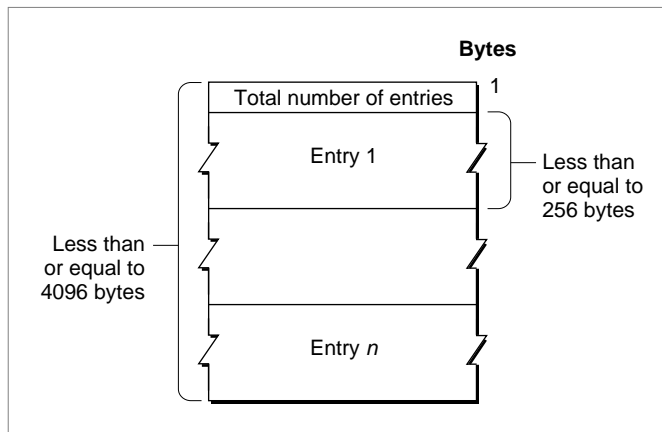 Bytes
1
Total number of entries
Entry 1
Less than
or equal to
256 bytes
Less than
or equal to
4096 bytes
Entry n